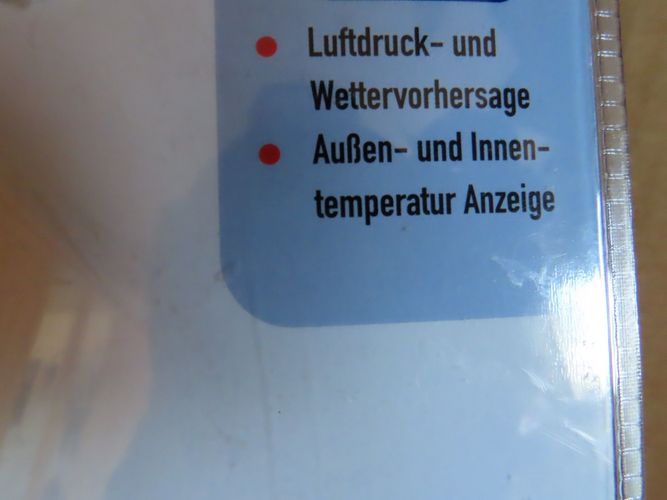 Luftdruck- und
Wettervorhersage
Außen- und Innen-
temperatur Anzeige